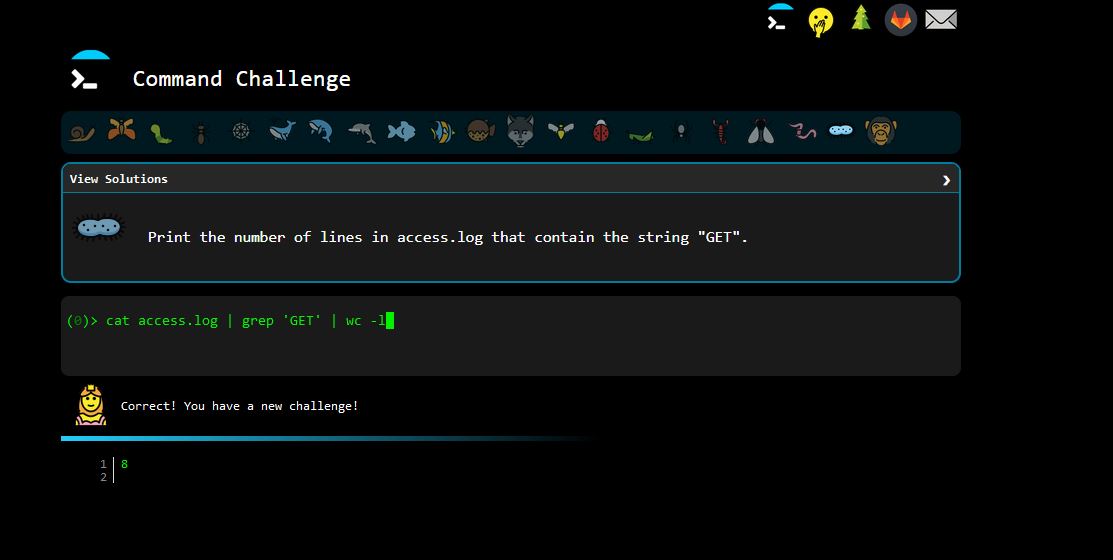 Command Challenge
View Solutions
Print the number of lines in access.log that contain the string "GET".
(0)> cat access.log | grep 'GET' | wc -l
Correct! You have a new challenge!
1 8
2